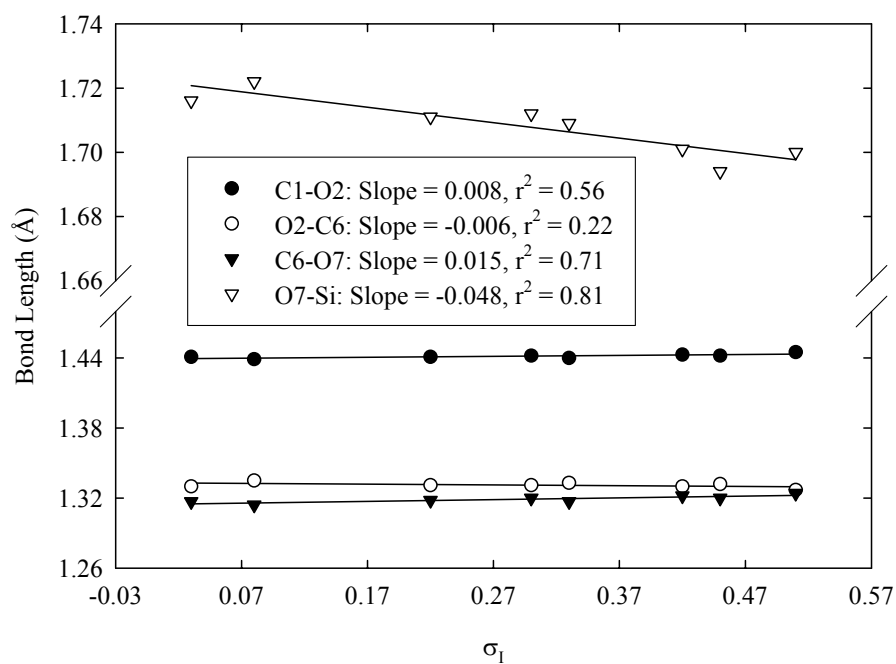 1.74
1.72
1.70
1.68
1.66
1.44
1.38
1.32
1.26
Bond Length (Å)
C1-O2: Slope = 0.008, r² = 0.56
O2-C6: Slope = -0.006, r² = 0.22
C6-O7: Slope = 0.015, r² = 0.71
O7-Si: Slope = -0.048, r² = 0.81
-0.03 0.07 0.17 0.27 0.37 0.47 0.57
σI